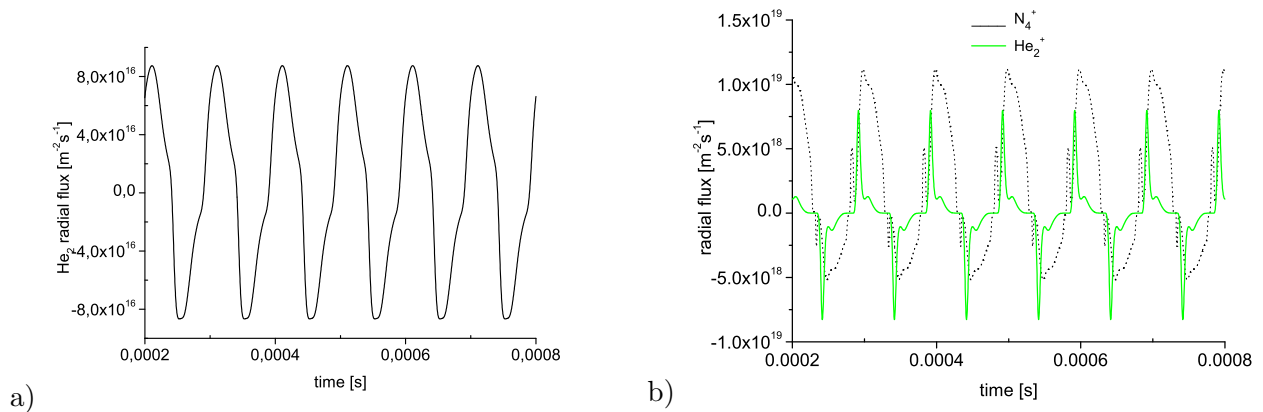 8,0x10^16
4,0x10^16
0,0
-4,0x10^16
-8,0x10^16
He₂ radial flux [m⁻²s⁻¹]
0,0002 0,0004 0,0006 0,0008
time [s]
a)
N₄⁺
He₂⁺
1.5x10^19
1.0x10^19
5.0x10^18
0.0
-5.0x10^18
-1.0x10^19
radial flux [m⁻²s⁻¹]
0.0002 0.0004 0.0006 0.0008
time [s]
b)